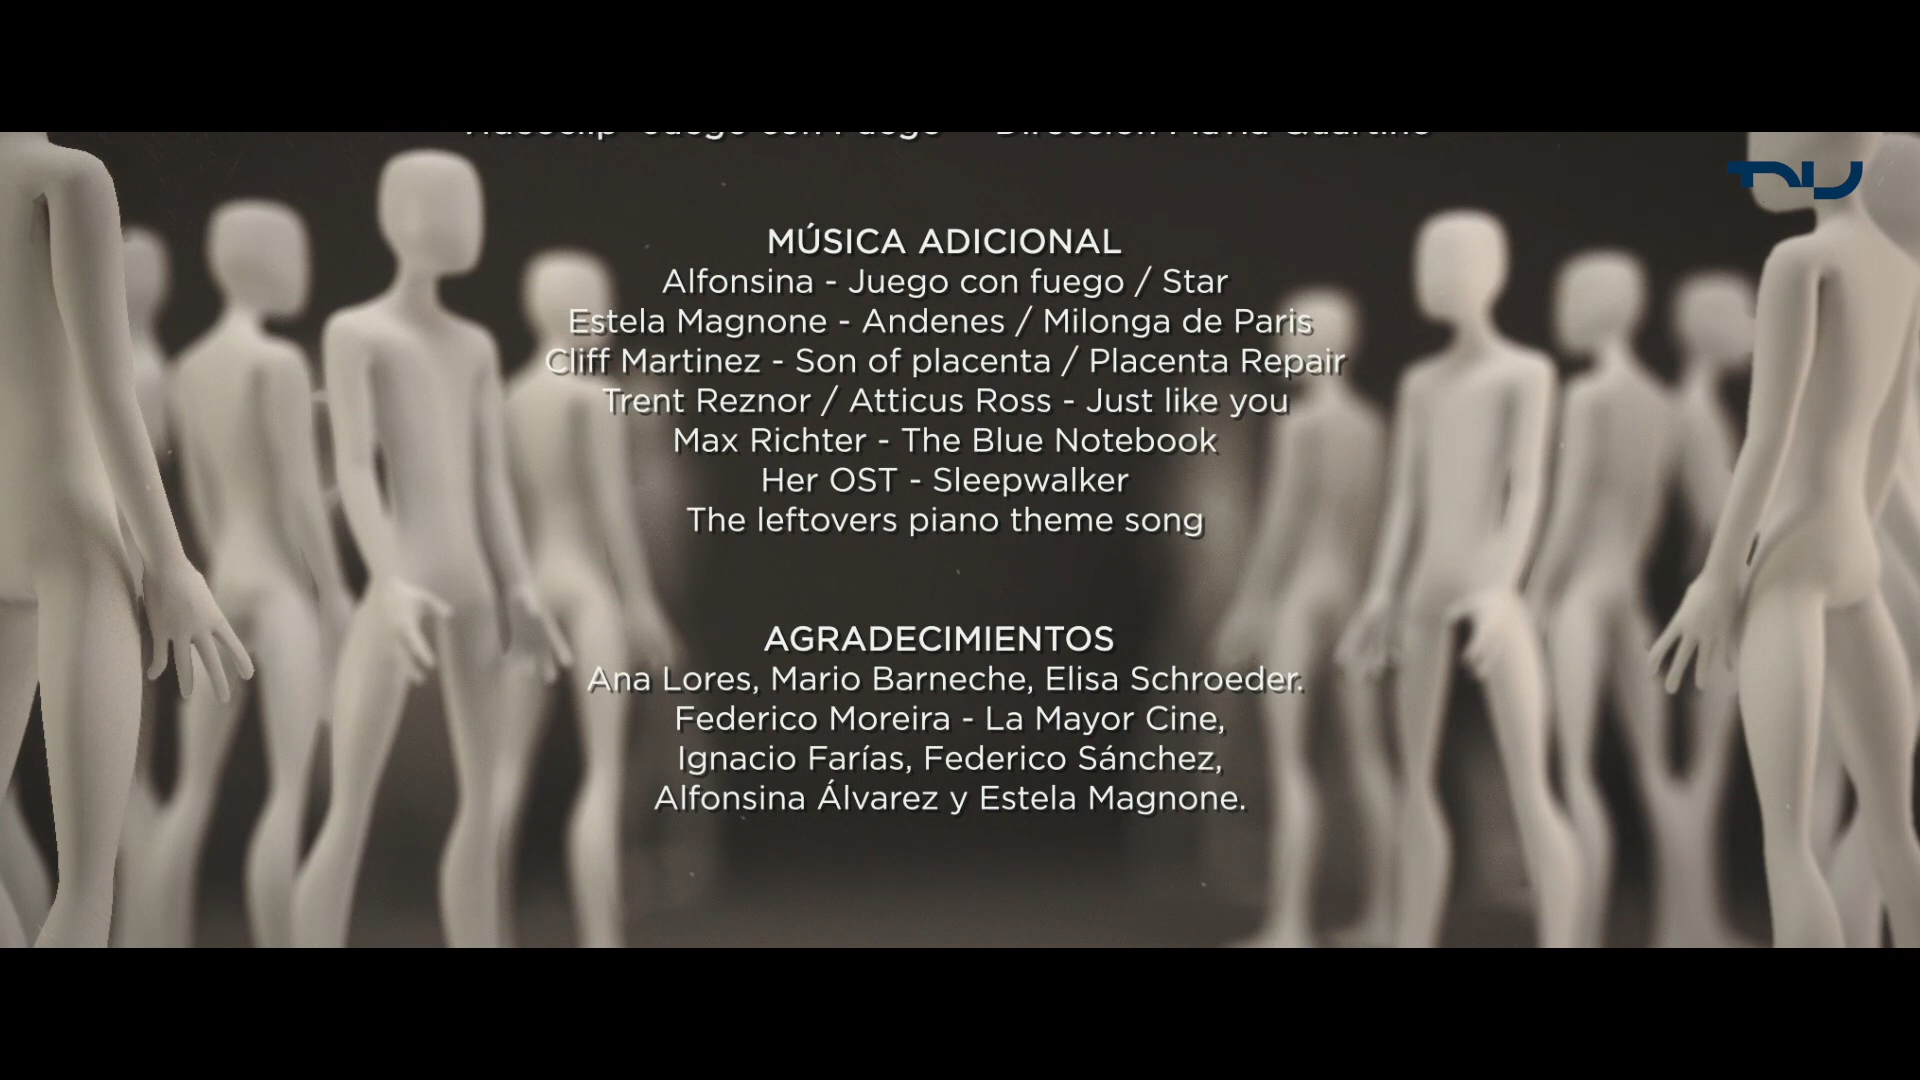 MÚSICA ADICIONAL
Alfonsina - Juego con fuego / Star
Estela Magnone - Andenes / Milonga de Paris
Cliff Martinez - Son of placenta / Placenta Repair
Trent Reznor / Atticus Ross - Just like you
Max Richter - The Blue Notebook
Her OST - Sleepwalker
The leftovers piano theme song
AGRADECIMIENTOS
Ana Lores, Mario Barneche, Elisa Schroeder.
Federico Moreira - La Mayor Cine,
Ignacio Farías, Federico Sánchez,
Alfonsina Álvarez y Estela Magnone.